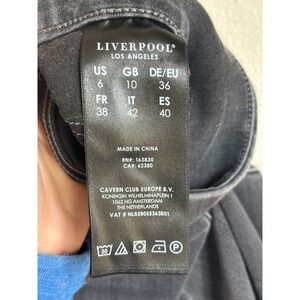 LIVERPOOL®
LOS ANGELES
US GB DE/EU
6 10 36
FR IT ES
38 42 40
MADE IN CHINA
RN#: 163830
CA#: 62380
CAVERN CLUB EUROPE B.V.
KONINGIN WILHELMINAPLEIN 1
1062 HG AMSTERDAM
THE NETHERLANDS
VAT # NL858055363B01
30 P